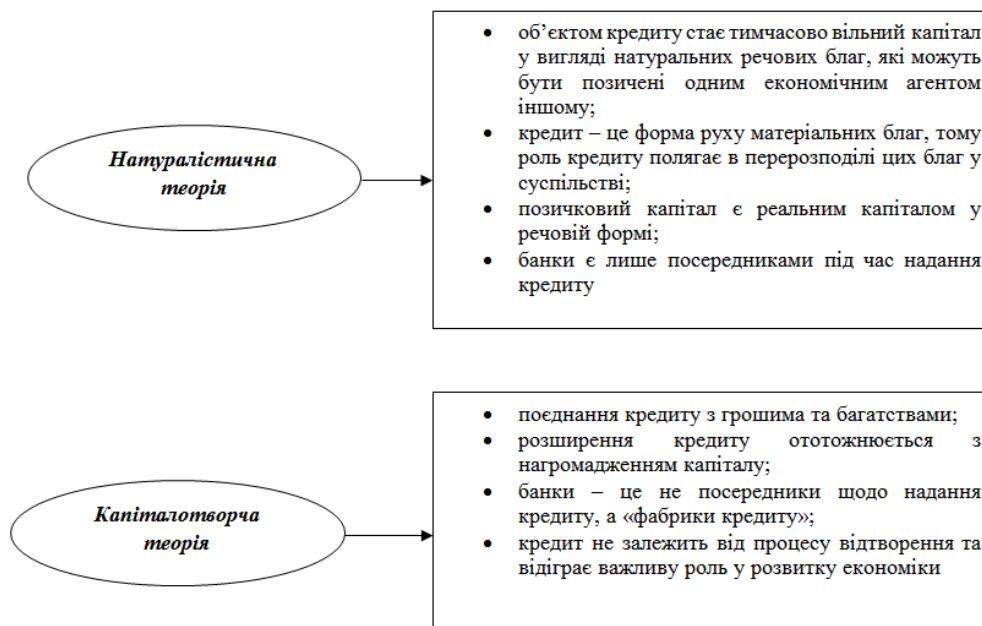 Натуралістична
теорія
• об’єктом кредиту стає тимчасово вільний капітал
у вигляді натуральних речових благ, які можуть
бути позичені одним економічним агентом
іншому;
• кредит – це форма руху матеріальних благ, тому
роль кредиту полягає в перерозподілі цих благ у
суспільстві;
• позичковий капітал є реальним капіталом у
речовій формі;
• банки є лише посередниками під час надання
кредиту
Капіталотворча
теорія
• поєднання кредиту з грошима та багатствами;
• розширення кредиту ототожнюється з
нагромадженням капіталу;
• банки – це не посередники щодо надання
кредиту, а «фабрики кредиту»;
• кредит не залежить від процесу відтворення та
відіграє важливу роль у розвитку економіки